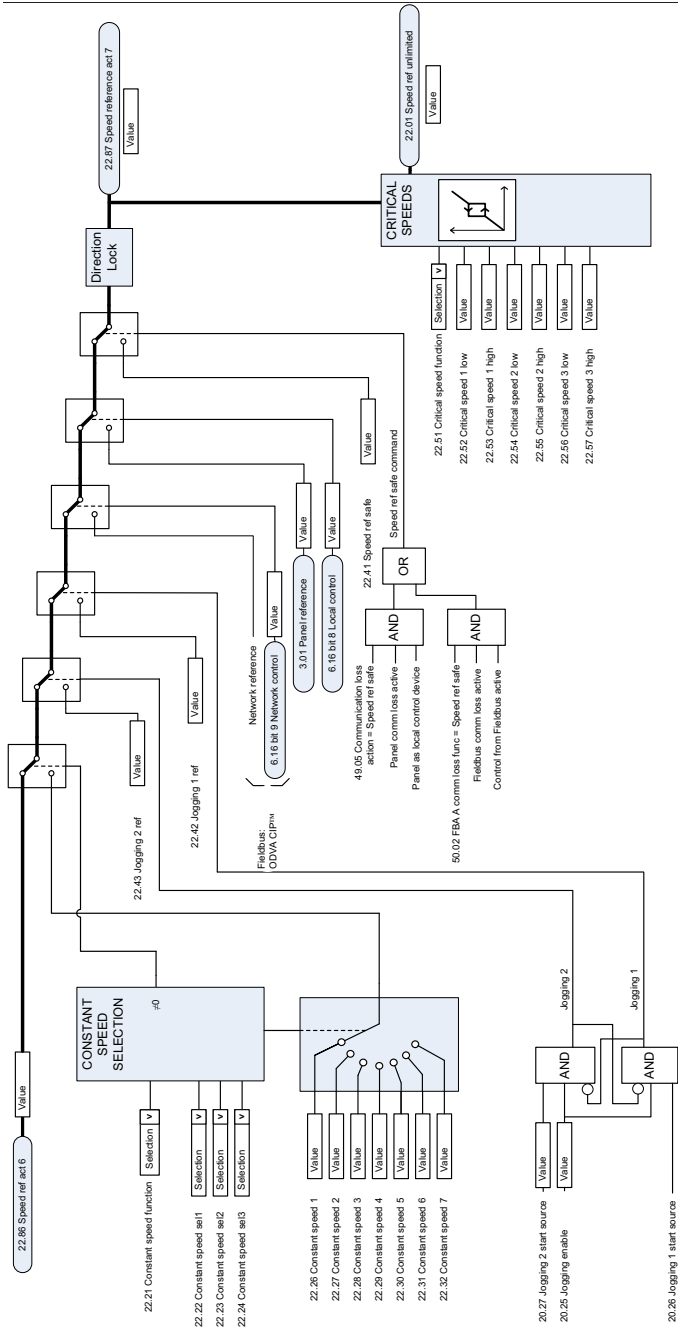 22.86 Speed ref act 6
Value
22.21 Constant speed function
Selection
v
22.22 Constant speed sel1
Selection
v
22.23 Constant speed sel2
Selection
v
22.24 Constant speed sel3
Selection
v
CONSTANT
SPEED
SELECTION
≠0
22.26 Constant speed 1
Value
22.27 Constant speed 2
Value
22.28 Constant speed 3
Value
22.29 Constant speed 4
Value
22.30 Constant speed 5
Value
22.31 Constant speed 6
Value
22.32 Constant speed 7
Value
20.27 Jogging 2 start source
Value
20.25 Jogging enable
Value
20.26 Jogging 1 start source
AND
AND
Jogging 2
Jogging 1
22.43 Jogging 2 ref
Value
22.42 Jogging 1 ref
Value
Fieldbus:
ODVA CIP™
Network reference
6.16 bit 9 Network control
Value
3.01 Panel reference
Value
6.16 bit 8 Local control
Value
22.41 Speed ref safe
Value
49.05 Communication loss
action = Speed ref safe
Panel comm loss active
Panel as local control device
AND
50.02 FBA A comm loss func = Speed ref safe
Fieldbus comm loss active
Control from Fieldbus active
AND
OR
Speed ref safe command
Direction
Lock
22.87 Speed reference act 7
Value
22.51 Critical speed function
Selection
v
22.52 Critical speed 1 low
Value
22.53 Critical speed 1 high
Value
22.54 Critical speed 2 low
Value
22.55 Critical speed 2 high
Value
22.56 Critical speed 3 low
Value
22.57 Critical speed 3 high
Value
CRITICAL
SPEEDS
22.01 Speed ref unlimited
Value